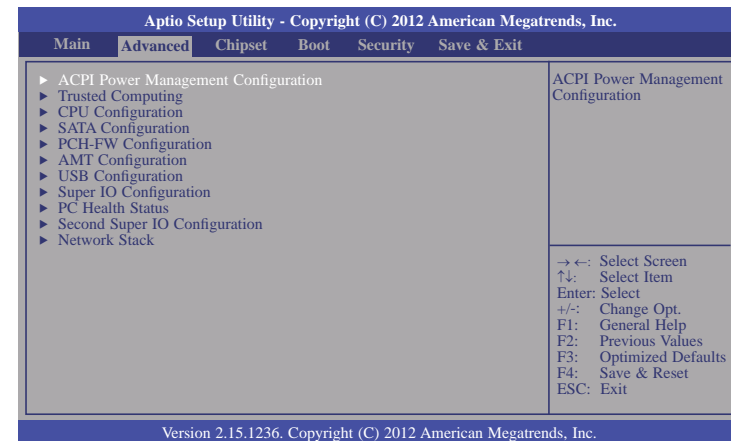 Aptio Setup Utility - Copyright (C) 2012 American Megatrends, Inc.
Main Advanced Chipset Boot Security Save & Exit
► ACPI Power Management Configuration
► Trusted Computing
► CPU Configuration
► SATA Configuration
► PCH-FW Configuration
► AMT Configuration
► USB Configuration
► Super IO Configuration
► PC Health Status
► Second Super IO Configuration
► Network Stack
ACPI Power Management
Configuration
→←: Select Screen
↑↓: Select Item
Enter: Select
+/-: Change Opt.
F1: General Help
F2: Previous Values
F3: Optimized Defaults
F4: Save & Reset
ESC: Exit
Version 2.15.1236. Copyright (C) 2012 American Megatrends, Inc.